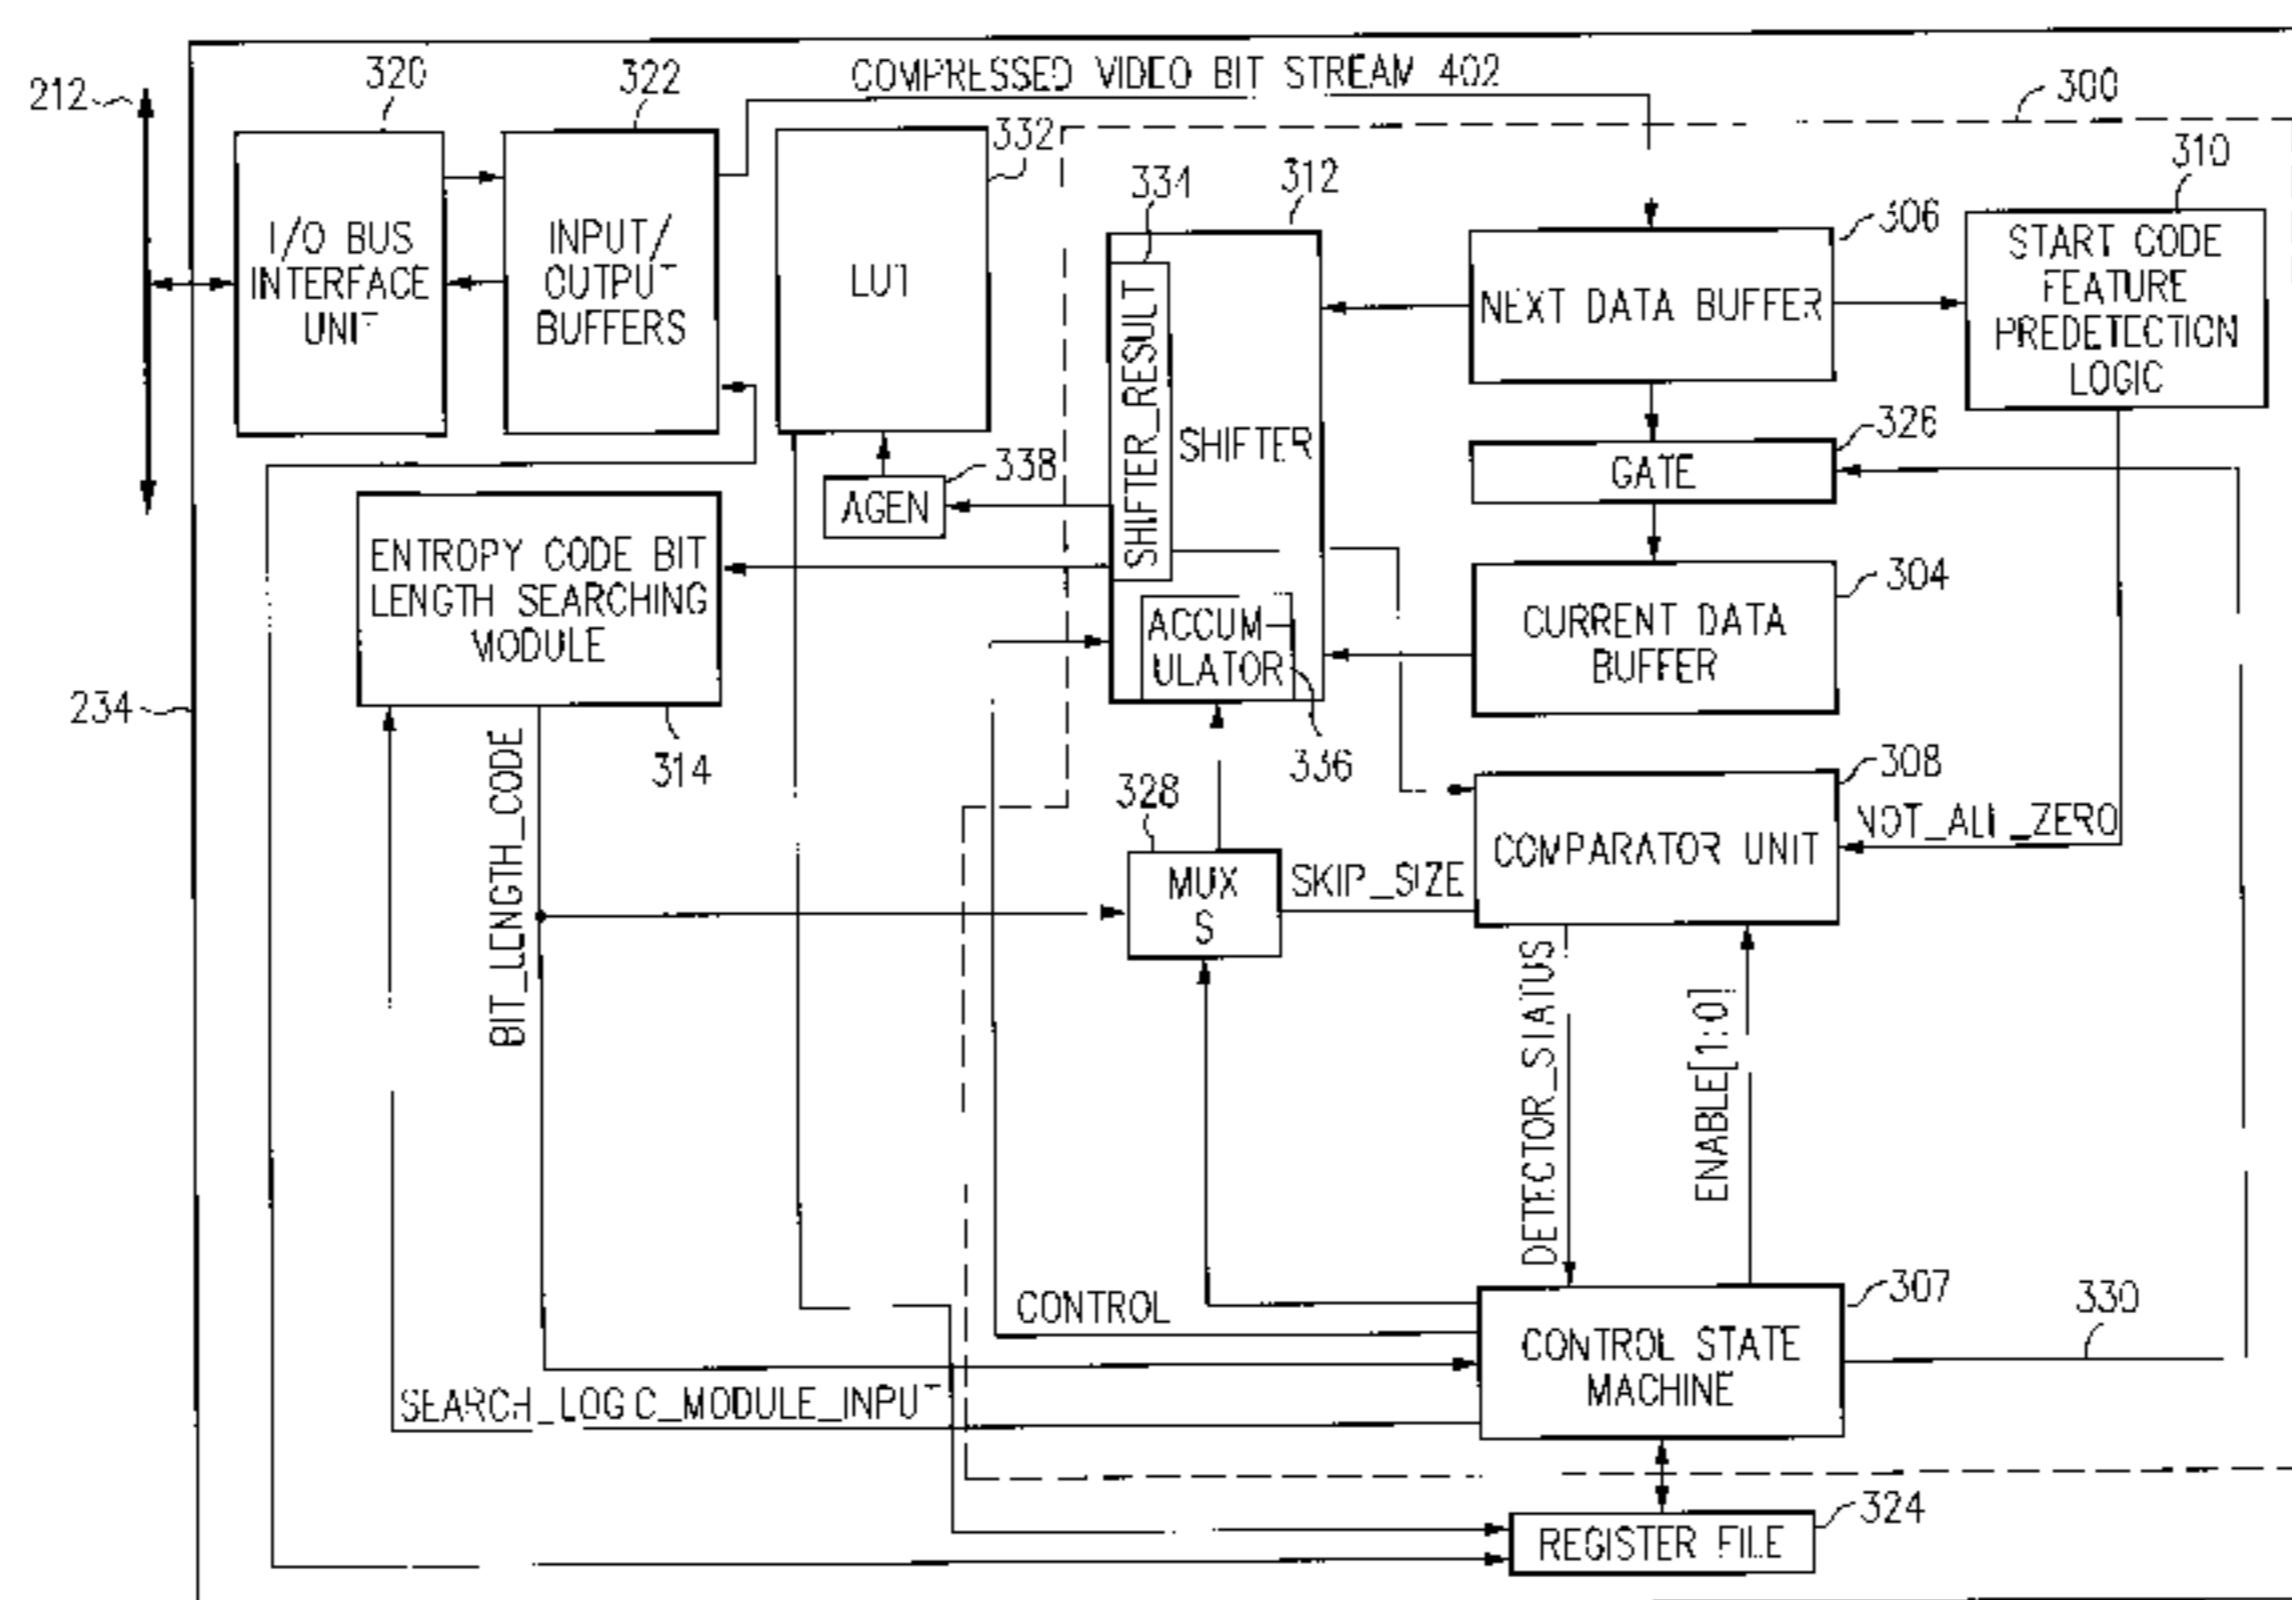 COMPRESSED VIDEO BIT STREAM 402
212
320
322
332
300
334
312
310
306
I/O BUS
INTERFACE
UNIT
INPUT/
OUTPUT
BUFFERS
LUT
SHIFTER_RESULT
SHIFTER
NEXT DATA BUFFER
START CODE
FEATURE
PREDETECTION
LOGIC
326
GATE
338
AGEN
ENTROPY CODE BIT
LENGTH SEARCHING
MODULE
304
CURRENT DATA
BUFFER
ACCUM-
ULATOR
234
314
336
308
328
BIT_LENGTH_CODE
NOT_ALL_ZERO
COMPARATOR UNIT
MUX
S
SKIP_SIZE
DETECTOR_STATUS
ENABLE[1:0]
307
330
CONTROL
CONTROL STATE
MACHINE
SEARCH_LOGIC_MODULE_INPUT
324
REGISTER FILE